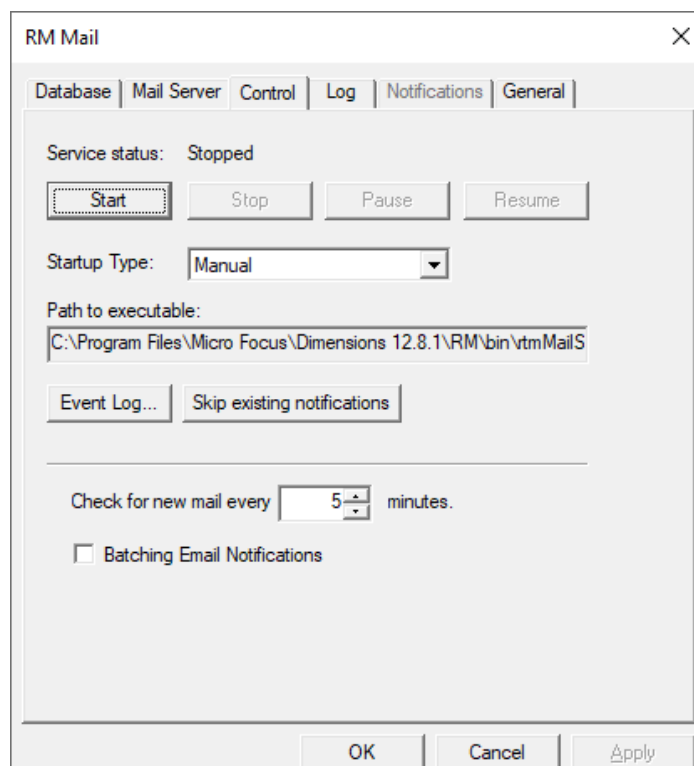 RM Mail
Database Mail Server Control Log Notifications General
Service status: Stopped
Start Stop Pause Resume
Startup Type: Manual
Path to executable:
C:\Program Files\Micro Focus\Dimensions 12.8.1\RM\bin\rtmMailS
Event Log... Skip existing notifications
Check for new mail every 5 minutes.
Batching Email Notifications
OK Cancel Apply